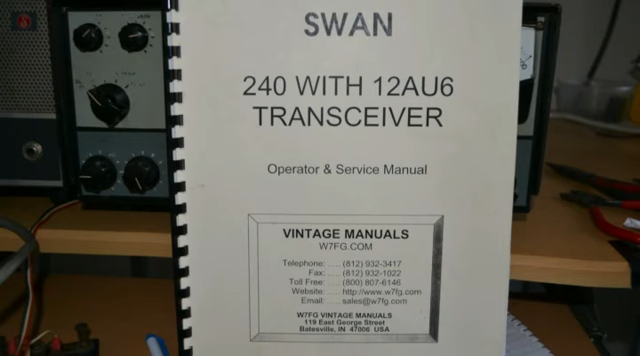 SWAN
240 WITH 12AU6
TRANSCEIVER
Operator & Service Manual
VINTAGE MANUALS
W7FG.COM
Telephone: ..... (812) 932-3417
Fax: ..... (812) 932-1022
Toll Free: ..... (800) 807-6146
Website: ..... http://www.w7fg.com
Email: ..... sales@w7fg.com
W7FG VINTAGE MANUALS
119 East George Street
Batesville, IN 47006 USA